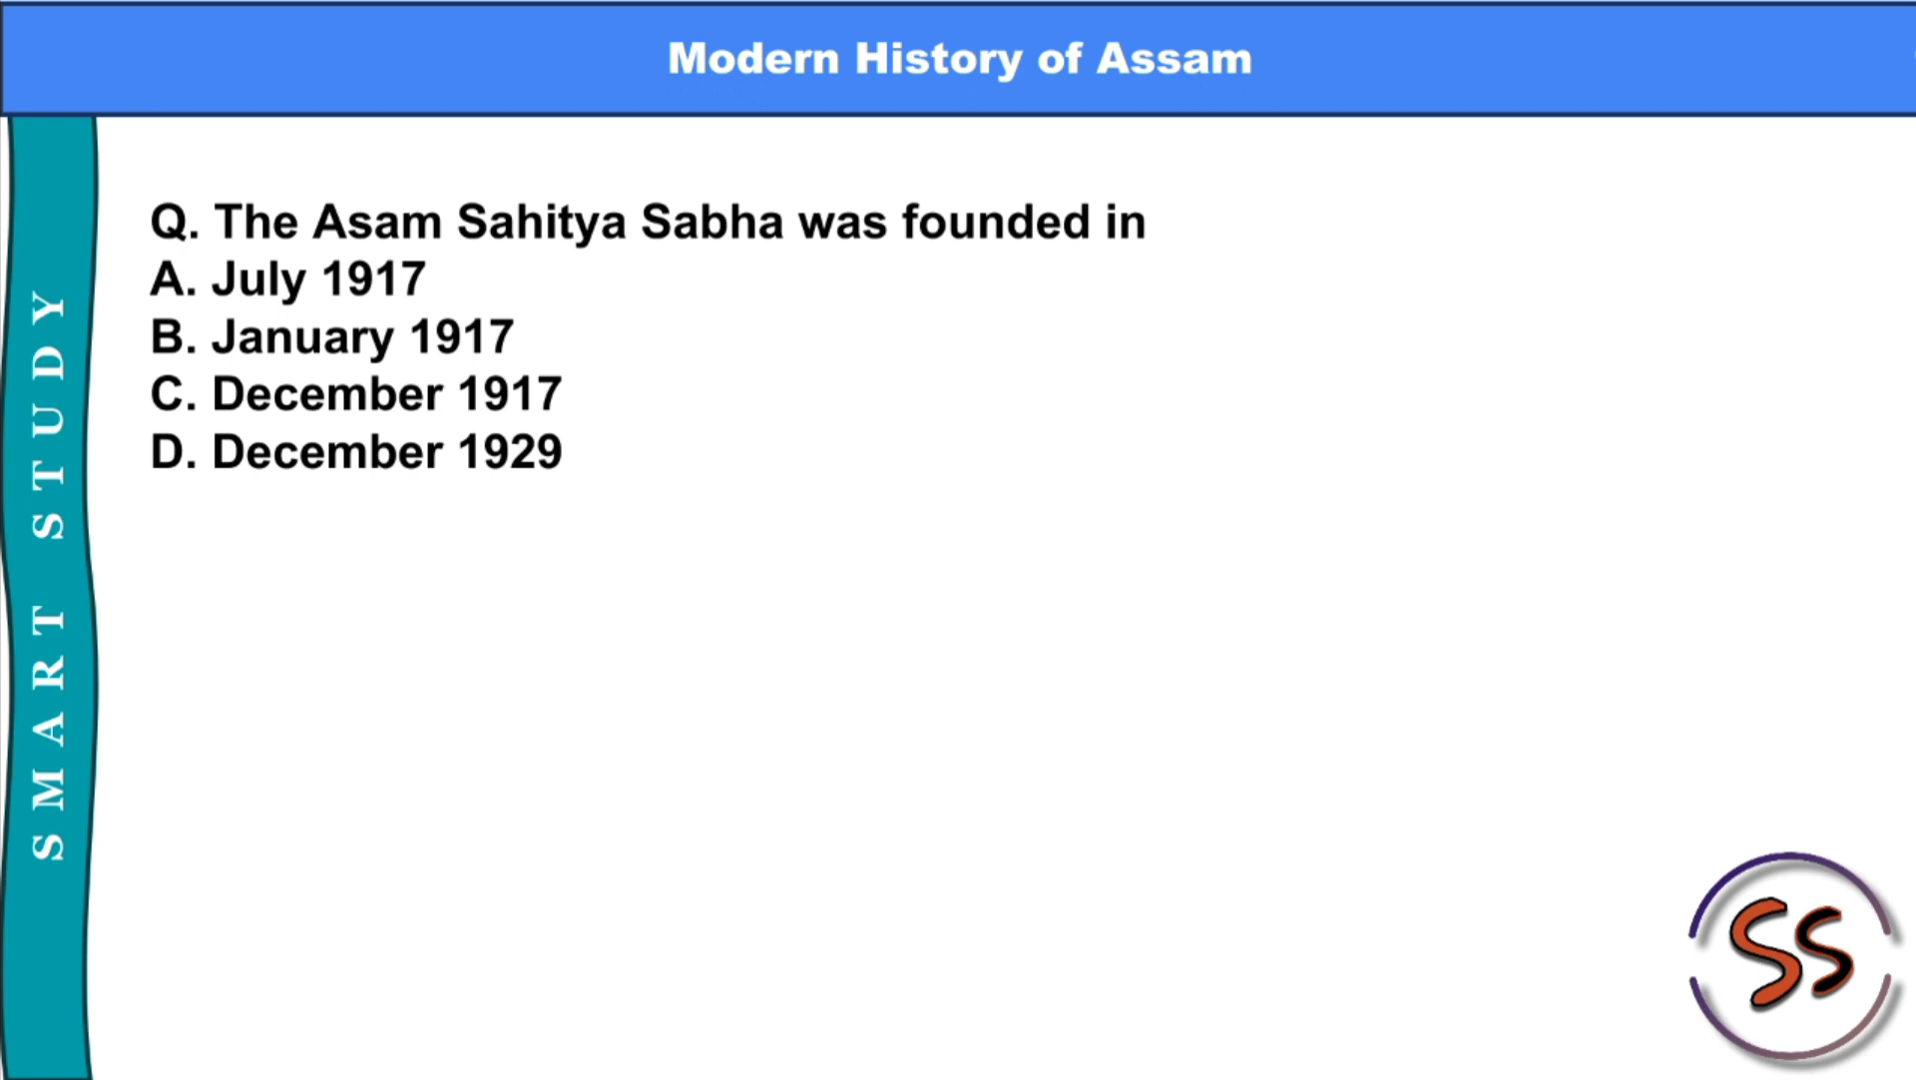 Modern History of Assam
Q. The Asam Sahitya Sabha was founded in
A. July 1917
B. January 1917
C. December 1917
D. December 1929
SMART STUDY
SS